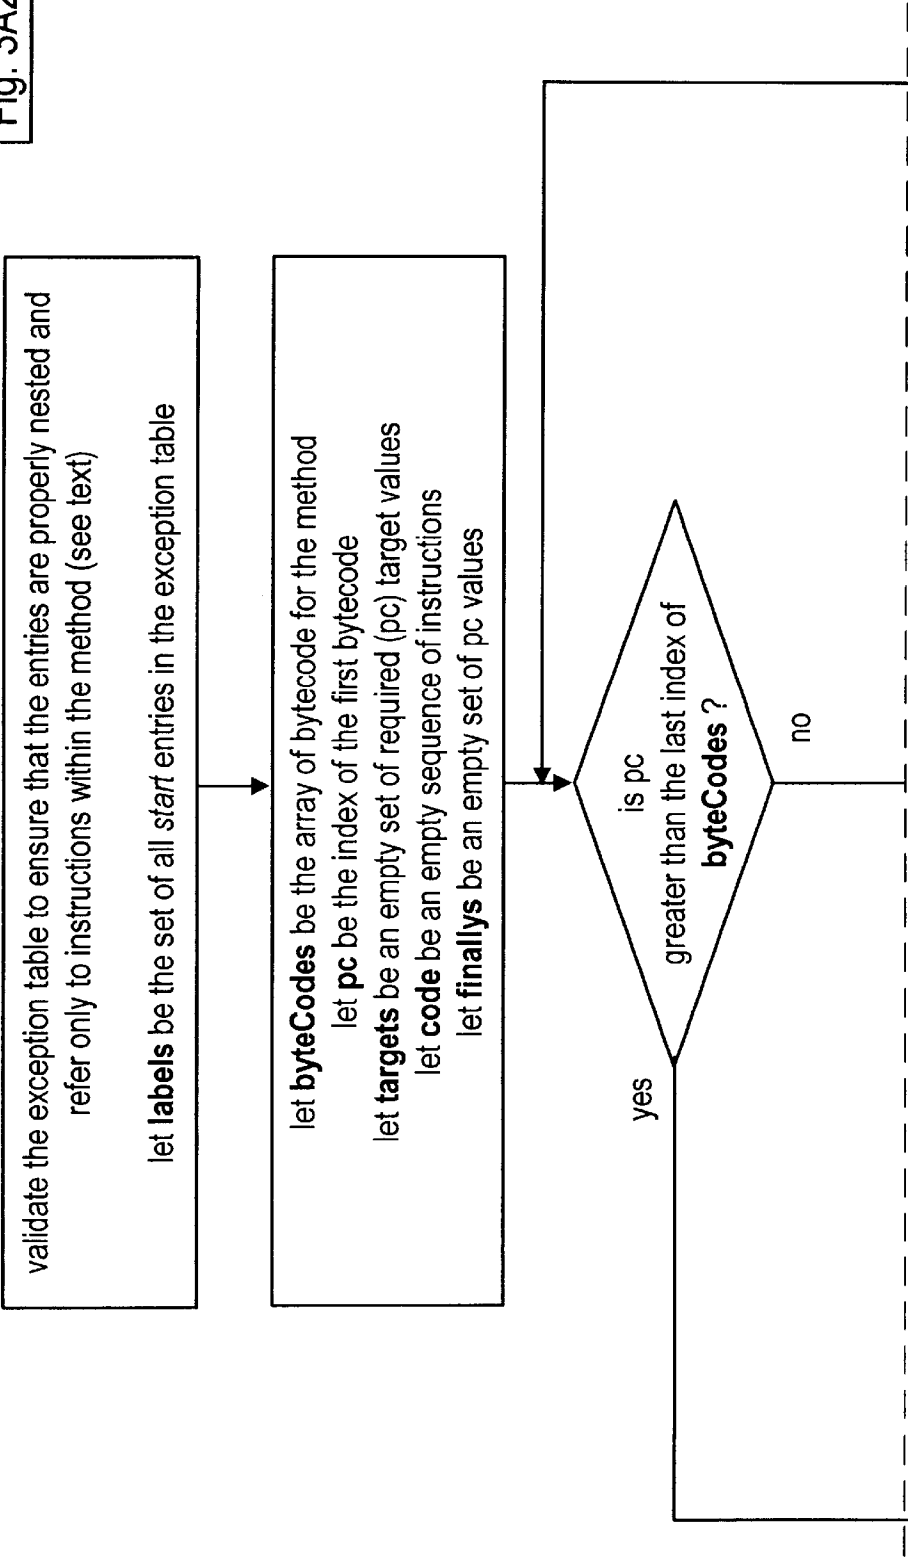 Fig. 3A2
validate the exception table to ensure that the entries are properly nested and
refer only to instructions within the method (see text)
let labels be the set of all start entries in the exception table
let byteCodes be the array of bytecode for the method
let pc be the index of the first bytecode
let targets be an empty set of required (pc) target values
let code be an empty sequence of instructions
let finallys be an empty set of pc values
is pc
greater than the last index of
byteCodes ?
yes
no